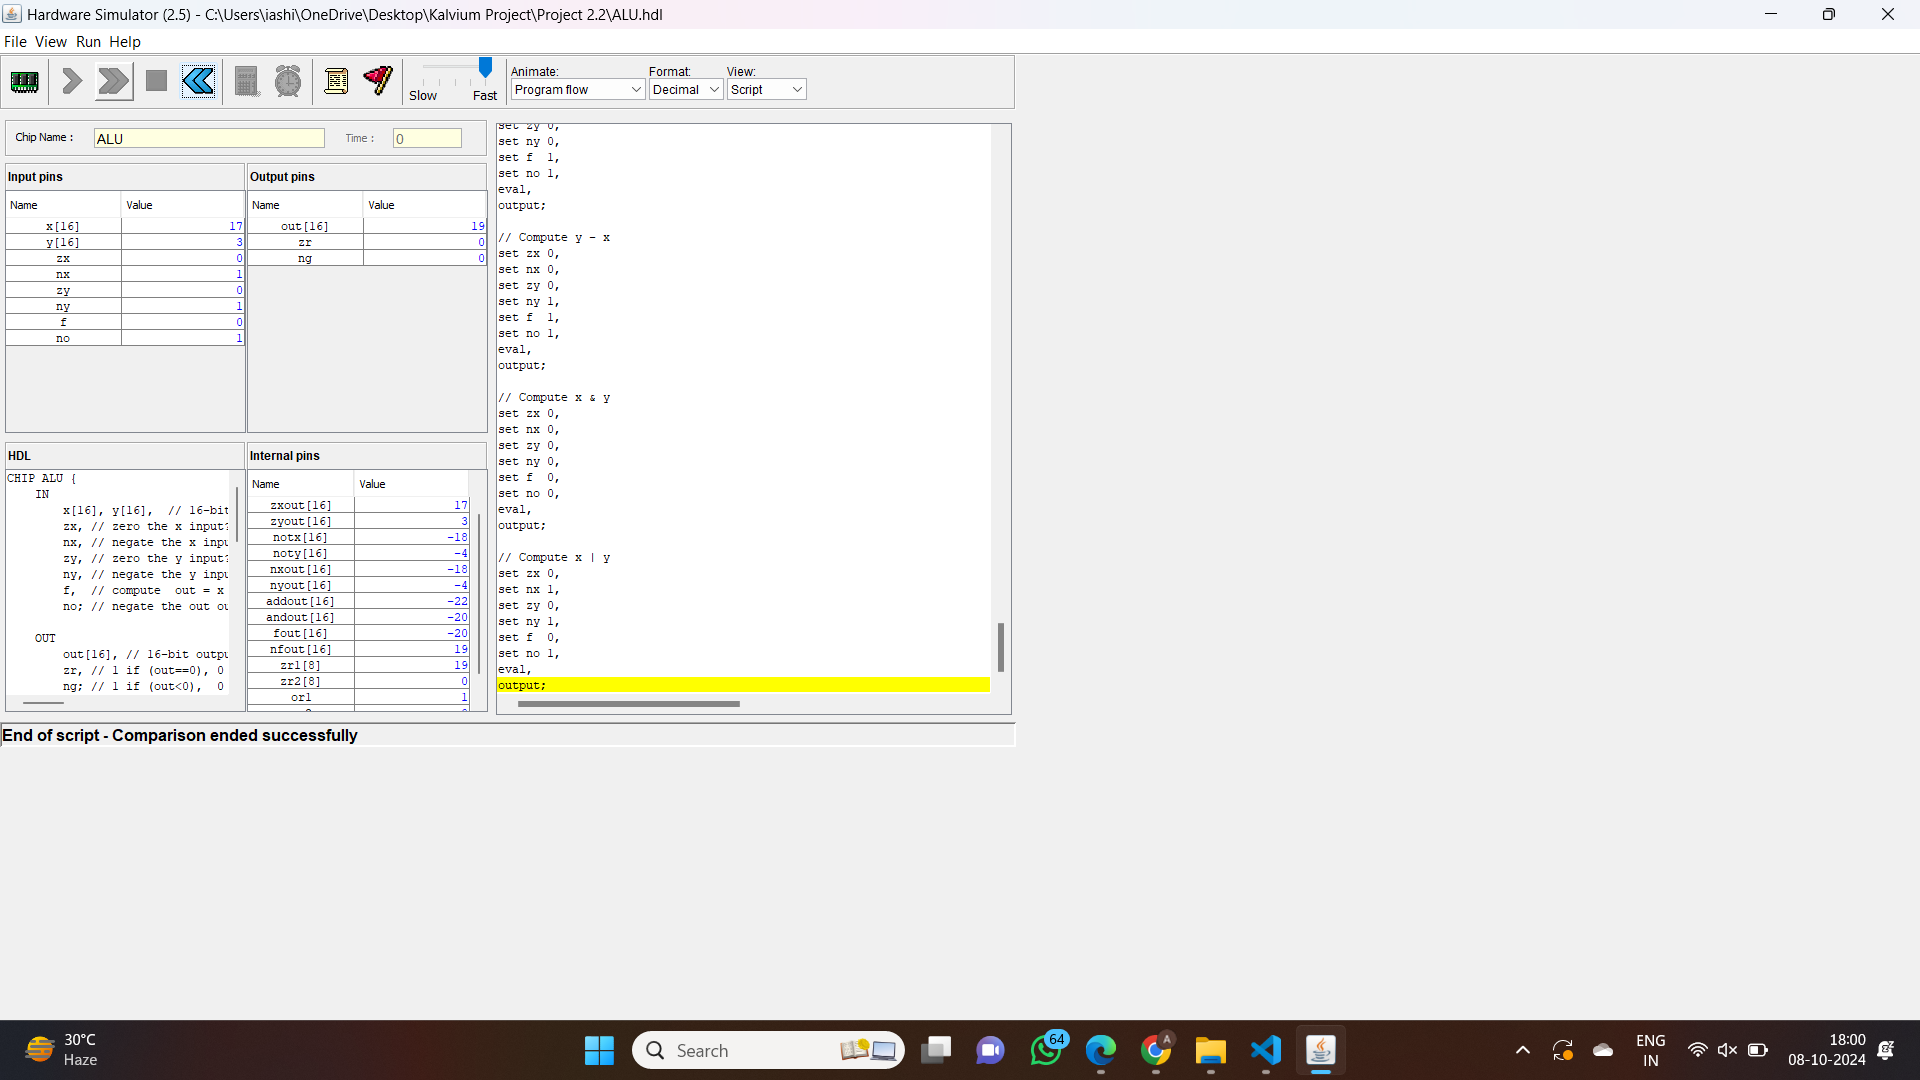 Hardware Simulator (2.5) - C:\Users\iashi\OneDrive\Desktop\Kalvium Project\Project 2.2\ALU.hdl
File View Run Help
Slow Fast
Animate: Format: View:
Program flow Decimal Script
Chip Name : ALU Time : 0
Input pins
Name Value
x[16] 17
y[16] 3
zx 0
nx 1
zy 0
ny 1
f 0
no 1
Output pins
Name Value
out[16] 19
zr 0
ng 0
HDL
CHIP ALU {
IN
x[16], y[16], // 16-bit
zx, // zero the x input?
nx, // negate the x inpu
zy, // zero the y input?
ny, // negate the y inpu
f, // compute out = x
no; // negate the out ou
OUT
out[16], // 16-bit outpu
zr, // 1 if (out==0), 0
ng; // 1 if (out<0), 0
Internal pins
Name Value
zxout[16] 17
zyout[16] 3
notx[16] -18
noty[16] -4
nxout[16] -18
nyout[16] -4
addout[16] -22
andout[16] -20
fout[16] -20
nfout[16] 19
zr1[8] 19
zr2[8] 0
or1 1
set zy 0,
set ny 0,
set f 1,
set no 1,
eval,
output;
// Compute y - x
set zx 0,
set nx 0,
set zy 0,
set ny 1,
set f 1,
set no 1,
eval,
output;
// Compute x & y
set zx 0,
set nx 0,
set zy 0,
set ny 0,
set f 0,
set no 0,
eval,
output;
// Compute x | y
set zx 0,
set nx 1,
set zy 0,
set ny 1,
set f 0,
set no 1,
eval,
output;
End of script - Comparison ended successfully
30°C
Haze
Search
64
A
ENG
IN
18:00
08-10-2024